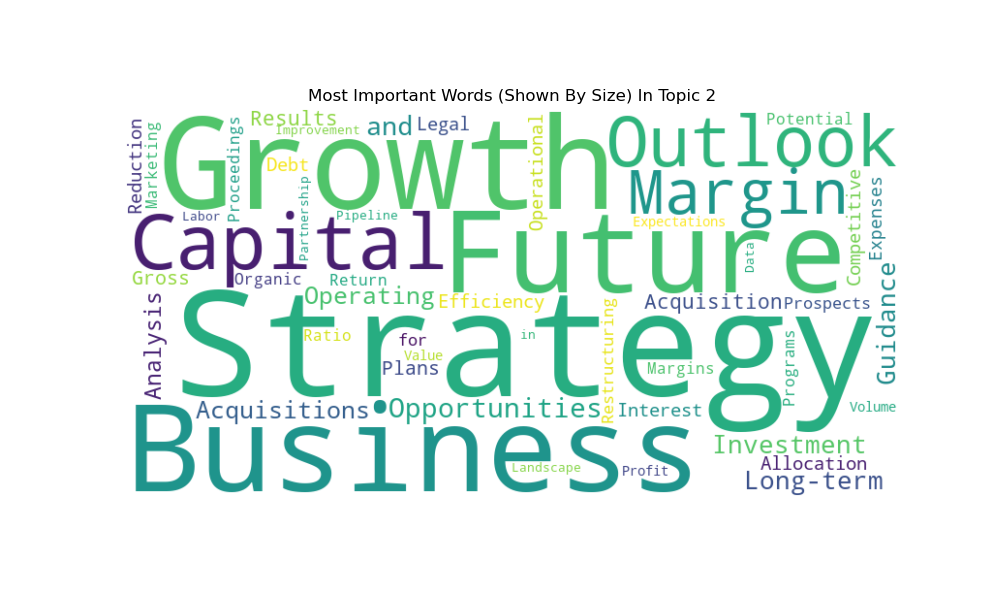 Most Important Words (Shown By Size) In Topic 2
Growth
Outlook
Results
Improvement
and
Legal
Potential
Reduction
Marketing
Proceedings
Debt
Operational
Margin
Labor
Partnership
Pipeline
Expectations
Competitive
Expenses
Capital
Future
Data
Gross
Organic
Return
Operating
Efficiency
Acquisition
Prospects
Guidance
Analysis
Strategy
Ratio
for
in
Value
Plans
Restructuring
Margins
Programs
Acquisitions
Opportunities
Interest
Volume
Business
Investment
Landscape
Profit
Allocation
Long-term